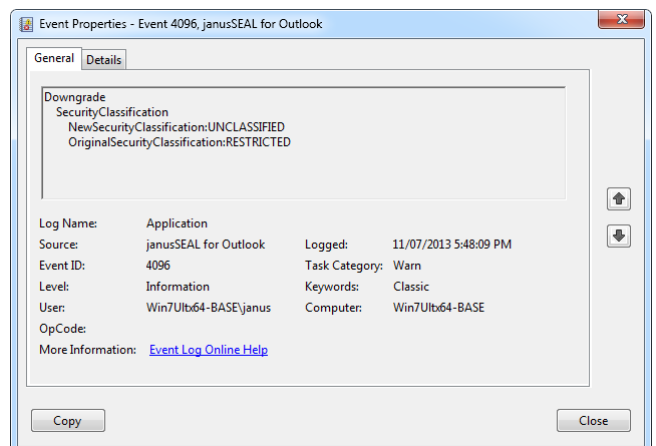 Event Properties - Event 4096, janusSEAL for Outlook
General Details
Downgrade
SecurityClassification
NewSecurityClassification:UNCLASSIFIED
OriginalSecurityClassification:RESTRICTED
Log Name: Application
Source: janusSEAL for Outlook Logged: 11/07/2013 5:48:09 PM
Event ID: 4096 Task Category: Warn
Level: Information Keywords: Classic
User: Win7Ultx64-BASE\janus Computer: Win7Ultx64-BASE
OpCode:
More Information: Event Log Online Help
Copy Close